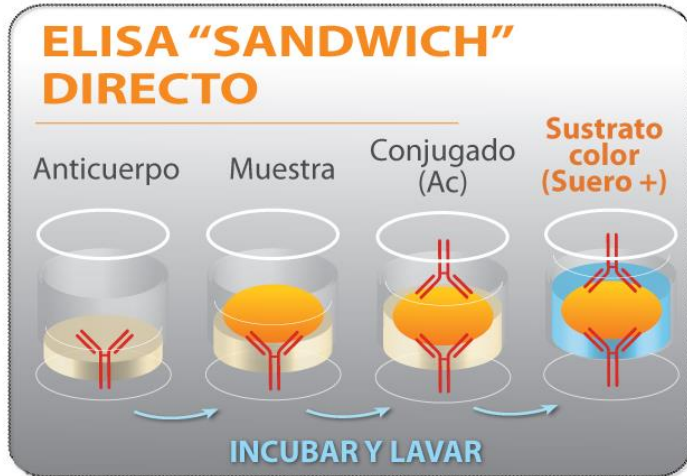 ELISA “SANDWICH”
DIRECTO
Anticuerpo
Muestra
Conjugado
(Ac)
Sustrato
color
(Suero +)
INCUBAR Y LAVAR